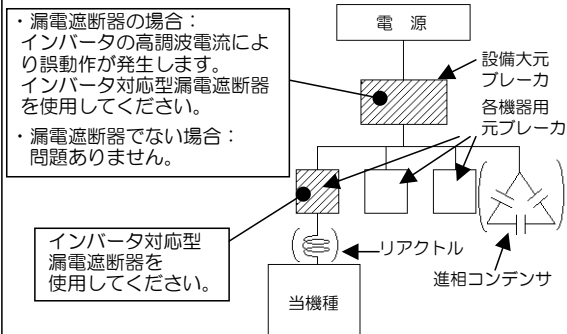 ・漏電遮断器の場合：
インバータの高調波電流によ
り誤動作が発生します。
インバータ対応型漏電遮断器
を使用してください。
・漏電遮断器でない場合：
問題ありません。
電　源
設備大元
ブレーカ
各機器用
元ブレーカ
インバータ対応型
漏電遮断器を
使用してください。
リアクトル
進相コンデンサ
当機種